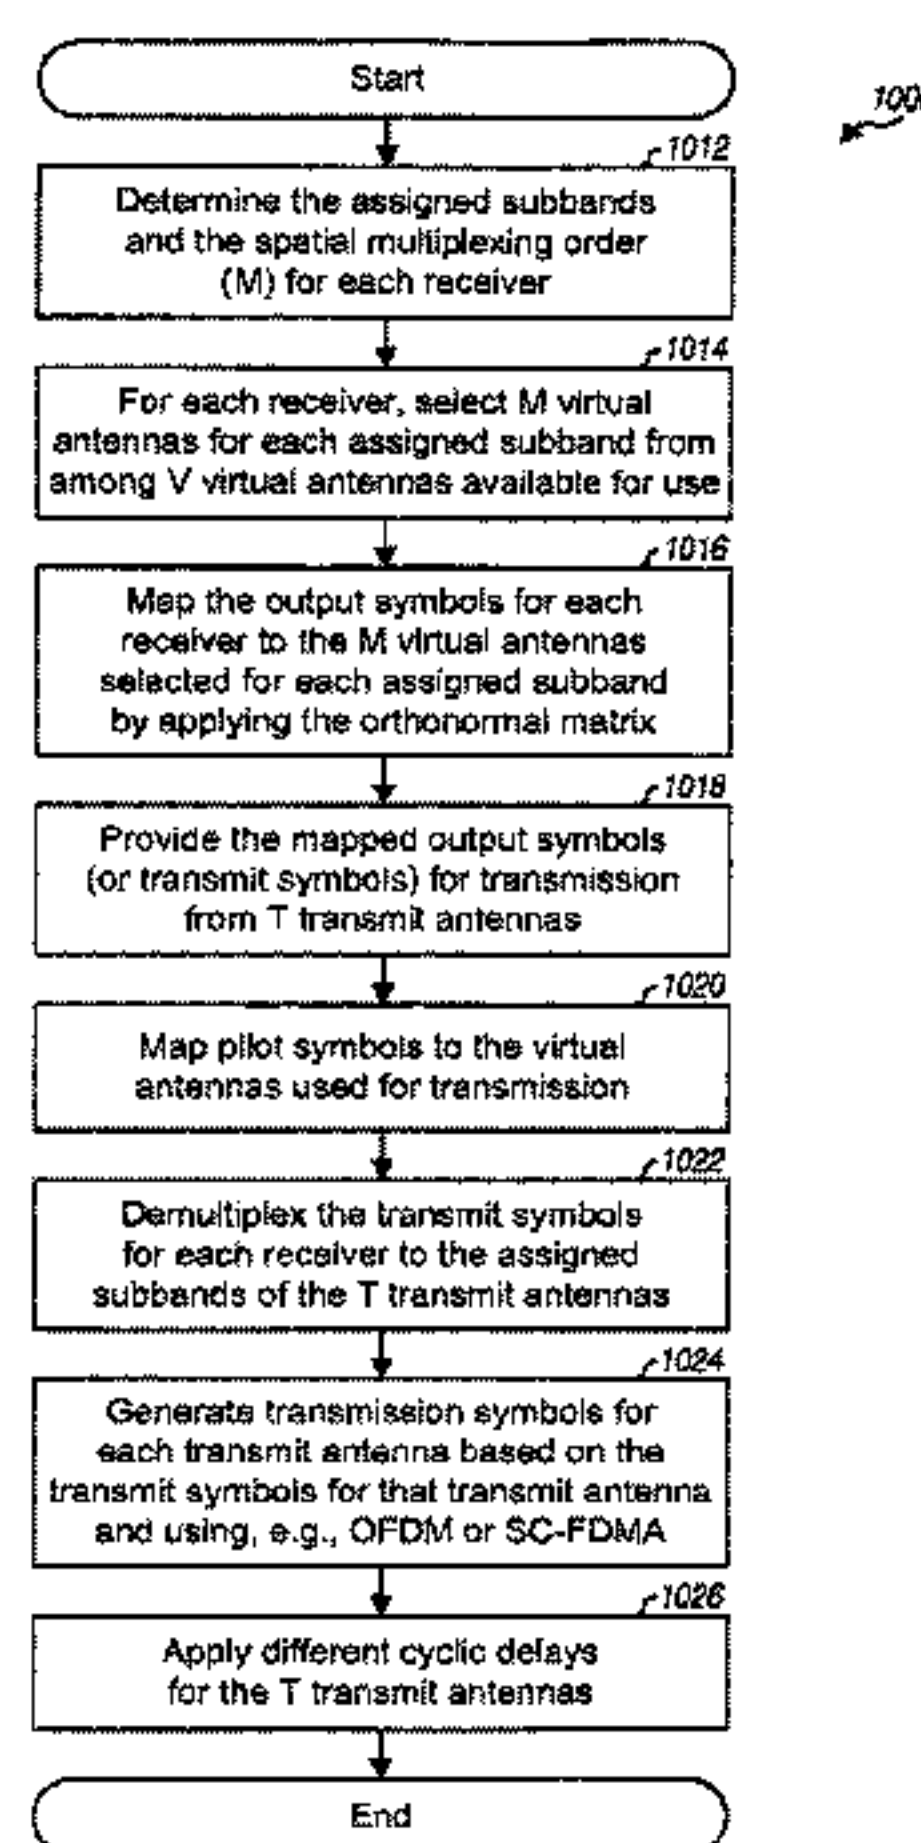 Start
100
1012
Determine the assigned subbands
and the spatial multiplexing order
(M) for each receiver
1014
For each receiver, select M virtual
antennas for each assigned subband from
among V virtual antennas available for use
1016
Map the output symbols for each
receiver to the M virtual antennas
selected for each assigned subband
by applying the orthonormal matrix
1018
Provide the mapped output symbols
(or transmit symbols) for transmission
from T transmit antennas
1020
Map pilot symbols to the virtual
antennas used for transmission
1022
Demultiplex the transmit symbols
for each receiver to the assigned
subbands of the T transmit antennas
1024
Generate transmission symbols for
each transmit antenna based on the
transmit symbols for that transmit antenna
and using, e.g., OFDM or SC-FDMA
1026
Apply different cyclic delays
for the T transmit antennas
End